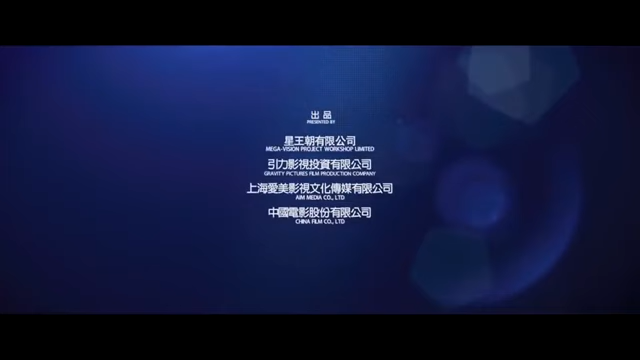 出品
PRESENTED BY
星王朝有限公司
MEGA-VISION PROJECT WORKSHOP LIMITED
引力影視投資有限公司
GRAVITY PICTURES FILM PRODUCTION COMPANY
上海愛美影視文化傳媒有限公司
AIM MEDIA CO., LTD
中國電影股份有限公司
CHINA FILM CO., LTD